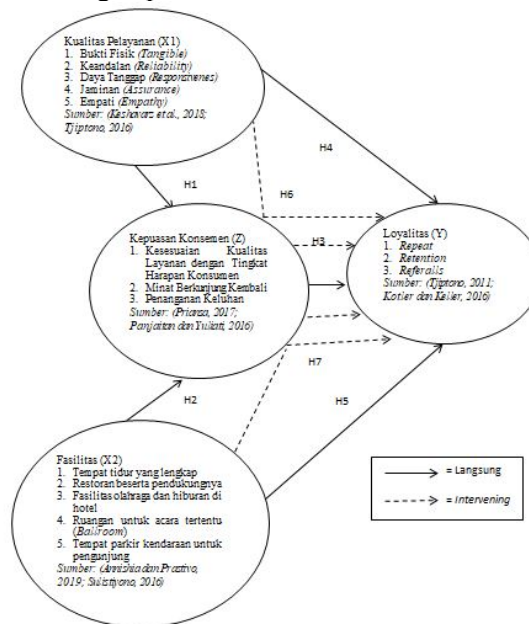 Kualitas Pelayanan (X1)
1. Bukti Fisik (Tangible)
2. Keandalan (Reliability)
3. Daya Tanggap (Responsivenes)
4. Jaminan (Assurance)
5. Empati (Empathy)
Sumber: (Keshavarz et al., 2018;
Tjiptono, 2016)
H4
H1
H6
Kepuasan Konsemen (Z)
1. Kesesuaian Kualitas
Layanan dengan Tingkat
Harapan Konsumen
2. Minat Berkunjung Kembali
3. Penanganan Keluhan
Sumber: (Priansa, 2017;
Panjaitan dan Yuliati, 2016)
H3
Loyalitas (Y)
1. Repeat
2. Retention
3. Referalls
Sumber: (Tjiptono, 2011;
Kotler dan Keller, 2016)
H7
H2
H5
Fasilitas (X2)
1. Tempat tidur yang lengkap
2. Restoran beserta pendukungnya
3. Fasilitas olahraga dan hiburan di
hotel
4. Ruangan untuk acara tertentu
(Ballroom)
5. Tempat parkir kendaraan untuk
pengunjung
Sumber: (Annishia dan Prastiyo,
2019; Sulistiyono, 2016)
= Langsung
= Intervening